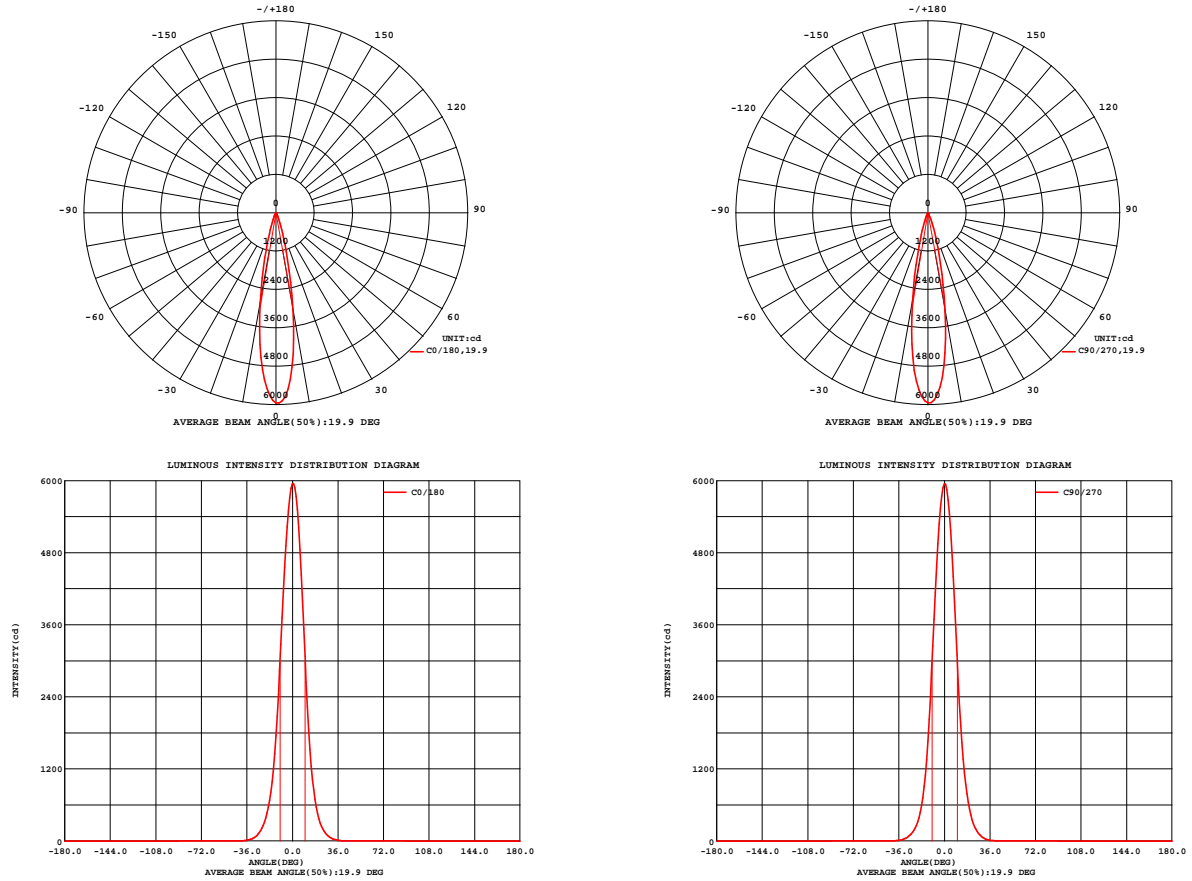 -/+180
-150
150
-120
120
-90
90
-60
60
-30
30
0
0
1200
2400
3600
4800
6000
UNIT:cd
C0/180,19.9
AVERAGE BEAM ANGLE(50%):19.9 DEG
-/+180
-150
150
-120
120
-90
90
-60
60
-30
30
0
0
1200
2400
3600
4800
6000
UNIT:cd
C90/270,19.9
AVERAGE BEAM ANGLE(50%):19.9 DEG
LUMINOUS INTENSITY DISTRIBUTION DIAGRAM
C0/180
INTENSITY(cd)
6000
4800
3600
2400
1200
0
-180.0 -144.0 -108.0 -72.0 -36.0 0.0 36.0 72.0 108.0 144.0 180.0
ANGLE(DEG)
AVERAGE BEAM ANGLE(50%):19.9 DEG
LUMINOUS INTENSITY DISTRIBUTION DIAGRAM
C90/270
INTENSITY(cd)
6000
4800
3600
2400
1200
0
-180.0 -144.0 -108.0 -72.0 -36.0 0.0 36.0 72.0 108.0 144.0 180.0
ANGLE(DEG)
AVERAGE BEAM ANGLE(50%):19.9 DEG